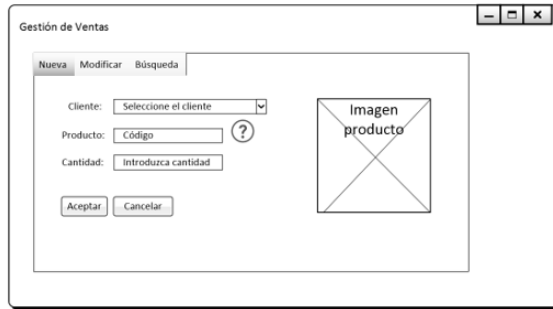 Gestión de Ventas
Nueva Modificar Búsqueda
Cliente: Seleccione el cliente
Producto: Código ?
Cantidad: Introduzca cantidad
Aceptar Cancelar
Imagen
producto